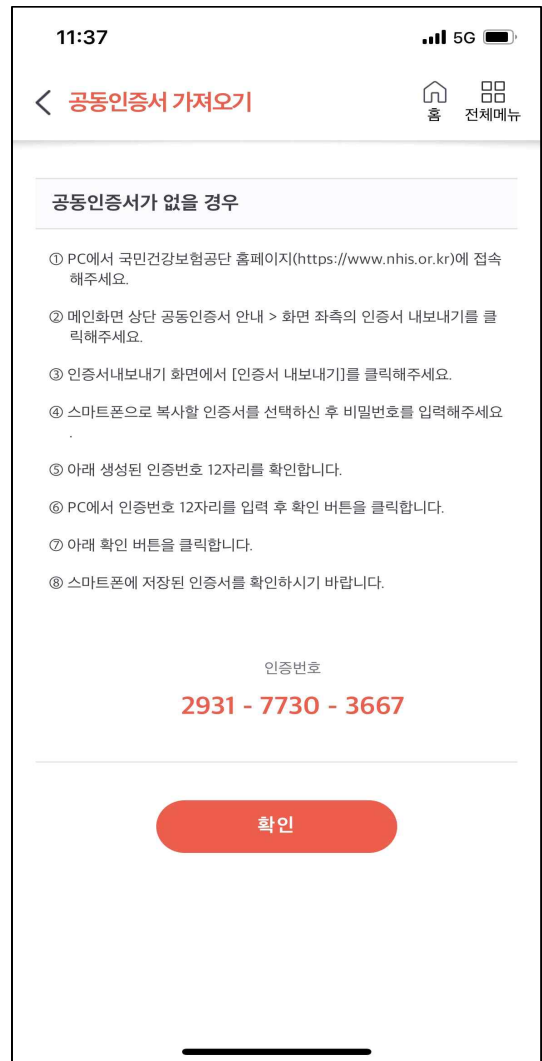 11:37
5G
공동인증서 가져오기
홈
전체메뉴
공동인증서가 없을 경우
① PC에서 국민건강보험공단 홈페이지(https://www.nhis.or.kr)에 접속
해주세요.
② 메인화면 상단 공동인증서 안내 > 화면 좌측의 인증서 내보내기를 클
릭해주세요.
③ 인증서내보내기 화면에서 [인증서 내보내기]를 클릭해주세요.
④ 스마트폰으로 복사할 인증서를 선택하신 후 비밀번호를 입력해주세요
.
⑤ 아래 생성된 인증번호 12자리를 확인합니다.
⑥ PC에서 인증번호 12자리를 입력 후 확인 버튼을 클릭합니다.
⑦ 아래 확인 버튼을 클릭합니다.
⑧ 스마트폰에 저장된 인증서를 확인하시기 바랍니다.
인증번호
2931 - 7730 - 3667
확인